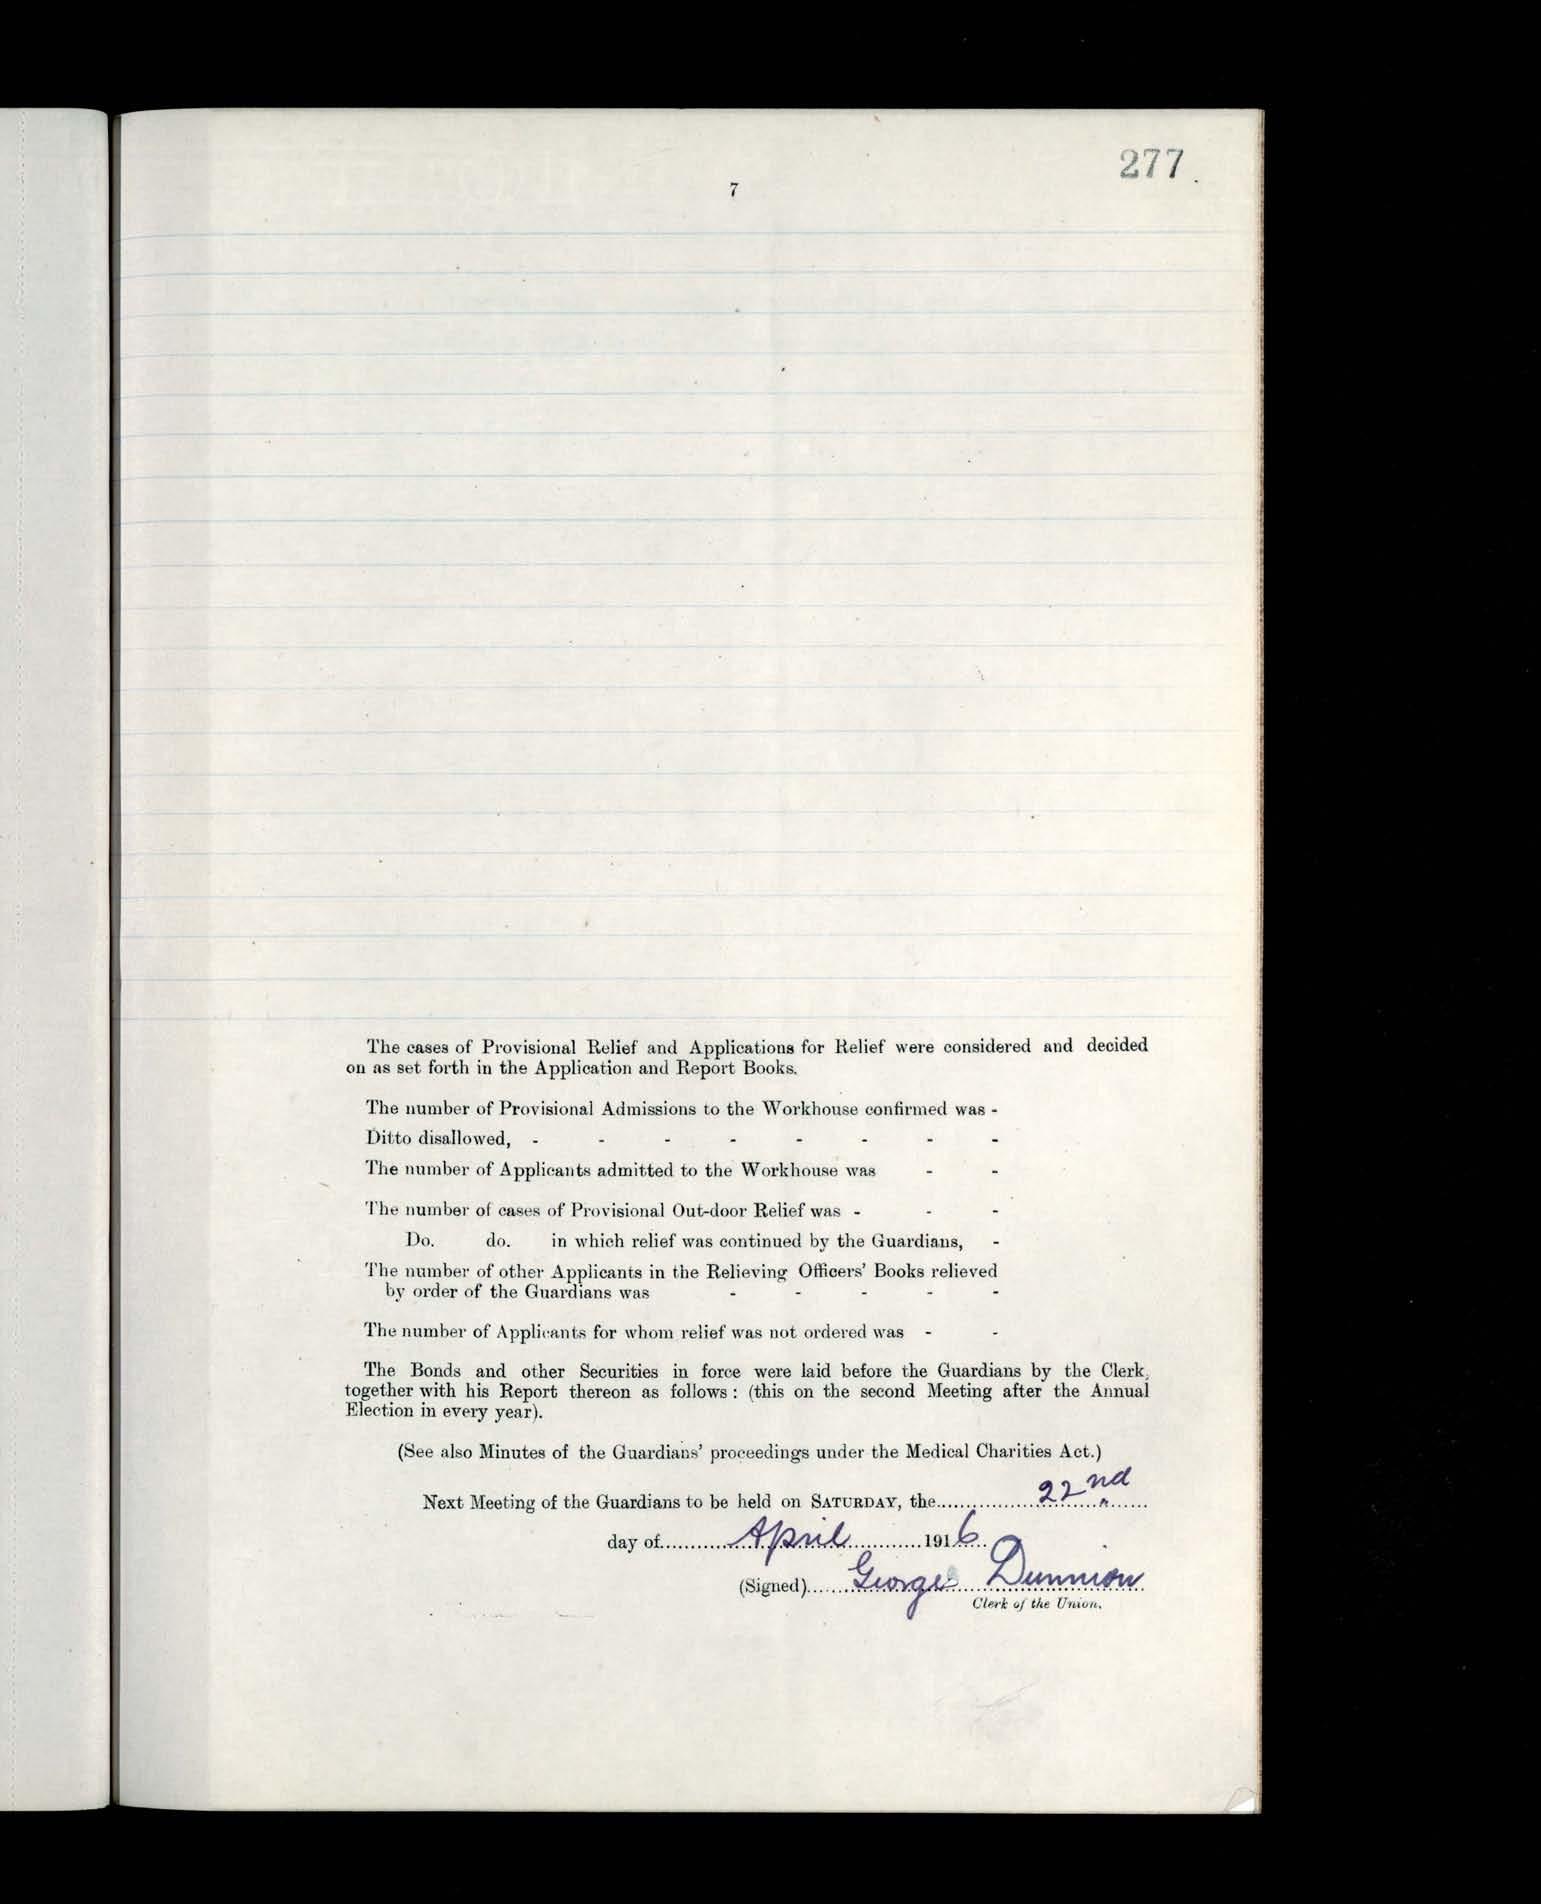 277
7
The cases of Provisional Relief and Applications for Relief were considered and decided
on as set forth in the Application and Report Books.
The number of Provisional Admissions to the Workhouse confirmed was -
Ditto disallowed, - - - - - - - -
The number of Applicants admitted to the Workhouse was - -
The number of cases of Provisional Out-door Relief was - - -
Do. do. in which relief was continued by the Guardians, -
The number of other Applicants in the Relieving Officers' Books relieved
by order of the Guardians was - - - - -
The number of Applicants for whom relief was not ordered was - -
The Bonds and other Securities in force were laid before the Guardians by the Clerk,
together with his Report thereon as follows : (this on the second Meeting after the Annual
Election in every year).
(See also Minutes of the Guardians' proceedings under the Medical Charities Act.)
Next Meeting of the Guardians to be held on SATURDAY, the 22nd
day of April 1916
(Signed) George Dunnion
Clerk of the Union.